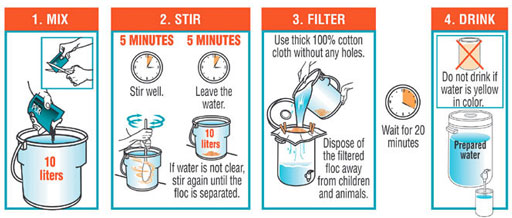 1. MIX
PUR
10
liters
2. STIR
5 MINUTES
Stir well.
5 MINUTES
Leave the
water.
10
liters
If water is not clear,
stir again until the
floc is separated.
3. FILTER
Use thick 100% cotton
cloth without any holes.
Dispose of
the filtered
floc away
from children
and animals.
Wait for 20
minutes
4. DRINK
Do not drink if
water is yellow
in color.
Prepared
water